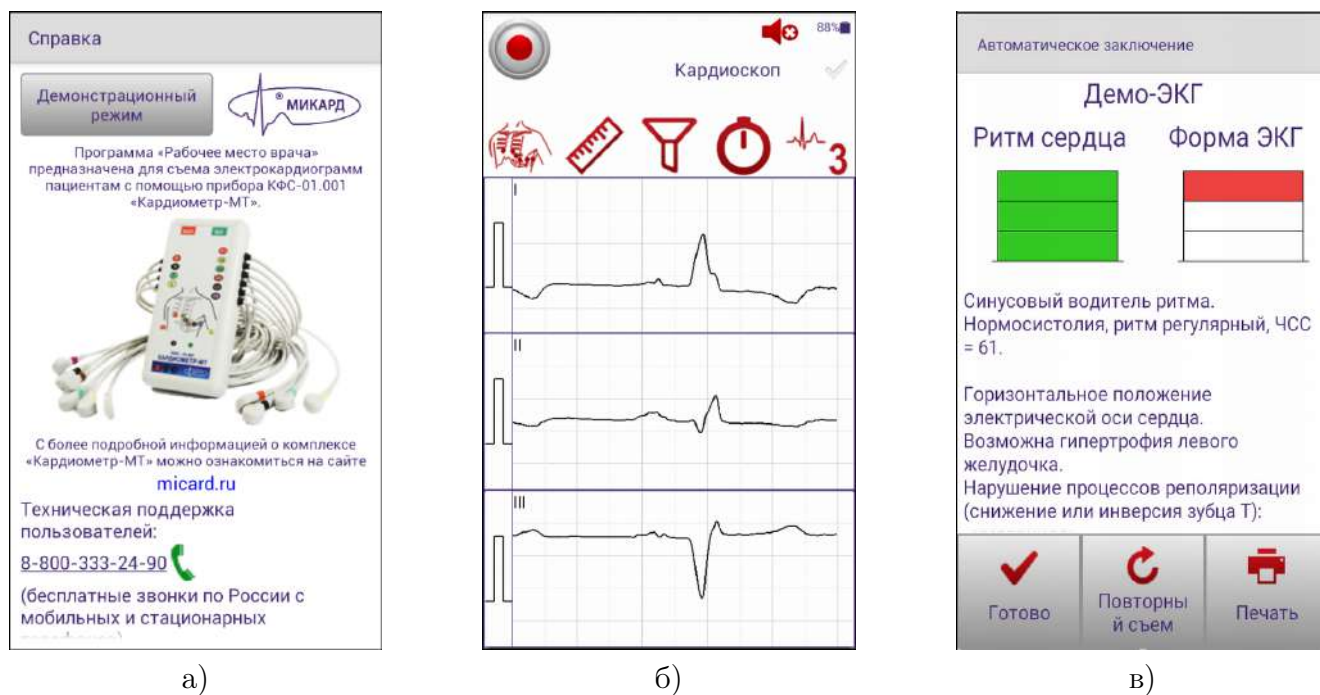 Справка
Демонстрационный
режим
® МИКАРД
Программа «Рабочее место врача»
предназначена для съема электрокардиограмм
пациентам с помощью прибора КФС-01.001
«Кардиометр-МТ».
КАРДИОМЕТР-МТ
С более подробной информацией о комплексе
«Кардиометр-МТ» можно ознакомиться на сайте
micard.ru
Техническая поддержка
пользователей:
8-800-333-24-90
(бесплатные звонки по России с
мобильных и стационарных
а)
88%
Кардиоскоп
3
I
II
III
б)
Автоматическое заключение
Демо-ЭКГ
Ритм сердца Форма ЭКГ
Синусовый водитель ритма.
Нормосистолия, ритм регулярный, ЧСС
= 61.
Горизонтальное положение
электрической оси сердца.
Возможна гипертрофия левого
желудочка.
Нарушение процессов реполяризации
(снижение или инверсия зубца Т):
Готово
Повторны
й съем
Печать
в)